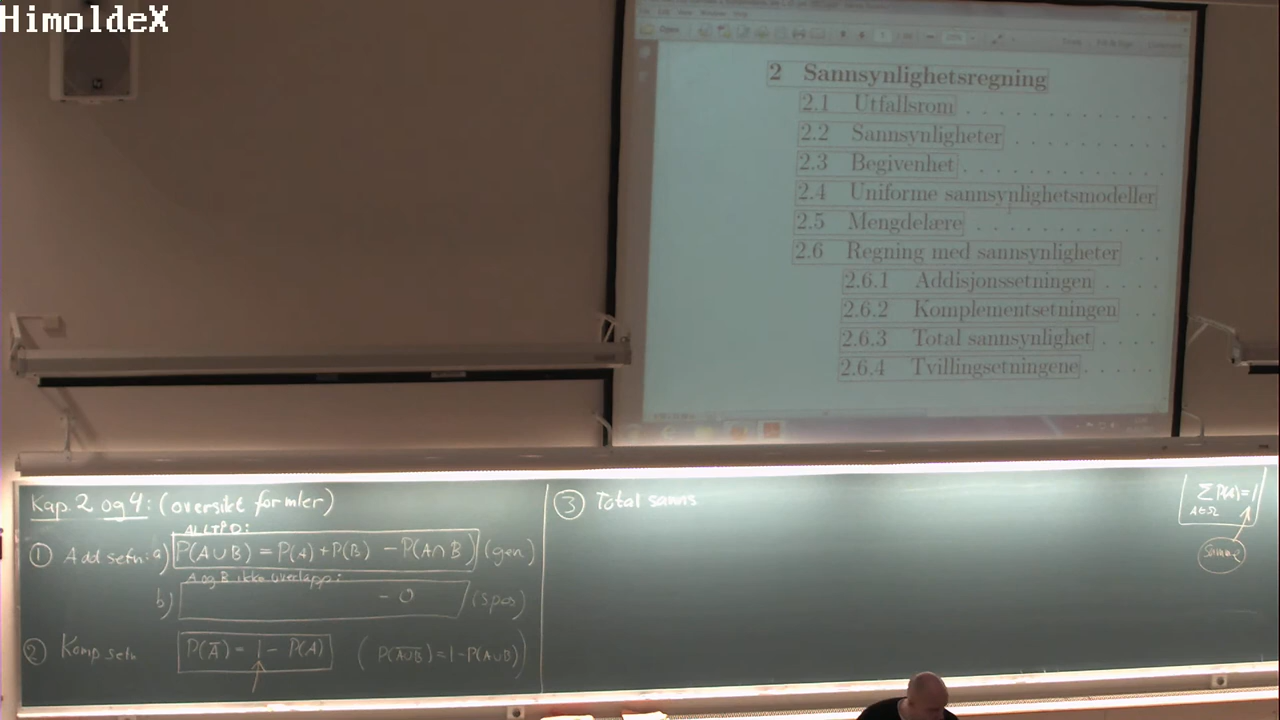 HimoldeX
Open
2 Sannsynlighetsregning
2.1 Utfallsrom . . . . . . . . . .
2.2 Sannsynligheter . . . . . . . .
2.3 Begivenhet . . . . . . . . . .
2.4 Uniforme sannsynlighetsmodeller
2.5 Mengdelære . . . . . . . . . .
2.6 Regning med sannsynligheter . .
2.6.1 Addisjonssetningen . . . .
2.6.2 Komplementsetningen . .
2.6.3 Total sannsynlighet . . . .
2.6.4 Tvillingsetningene . . . . .
Kap. 2 og 4: (oversikt formler)
ALLTID:
① Add setn: a) P(A∪B) = P(A) + P(B) − P(A∩B) (gen)
A og B ikke overlapp:
b) − 0 (spes)
② Komp setn P(A̅) = 1 − P(A) ( P(A̅∪̅B̅) = 1 − P(A∪B) )
③ Total sanns
∑ P(A) = 1
A∈Ω